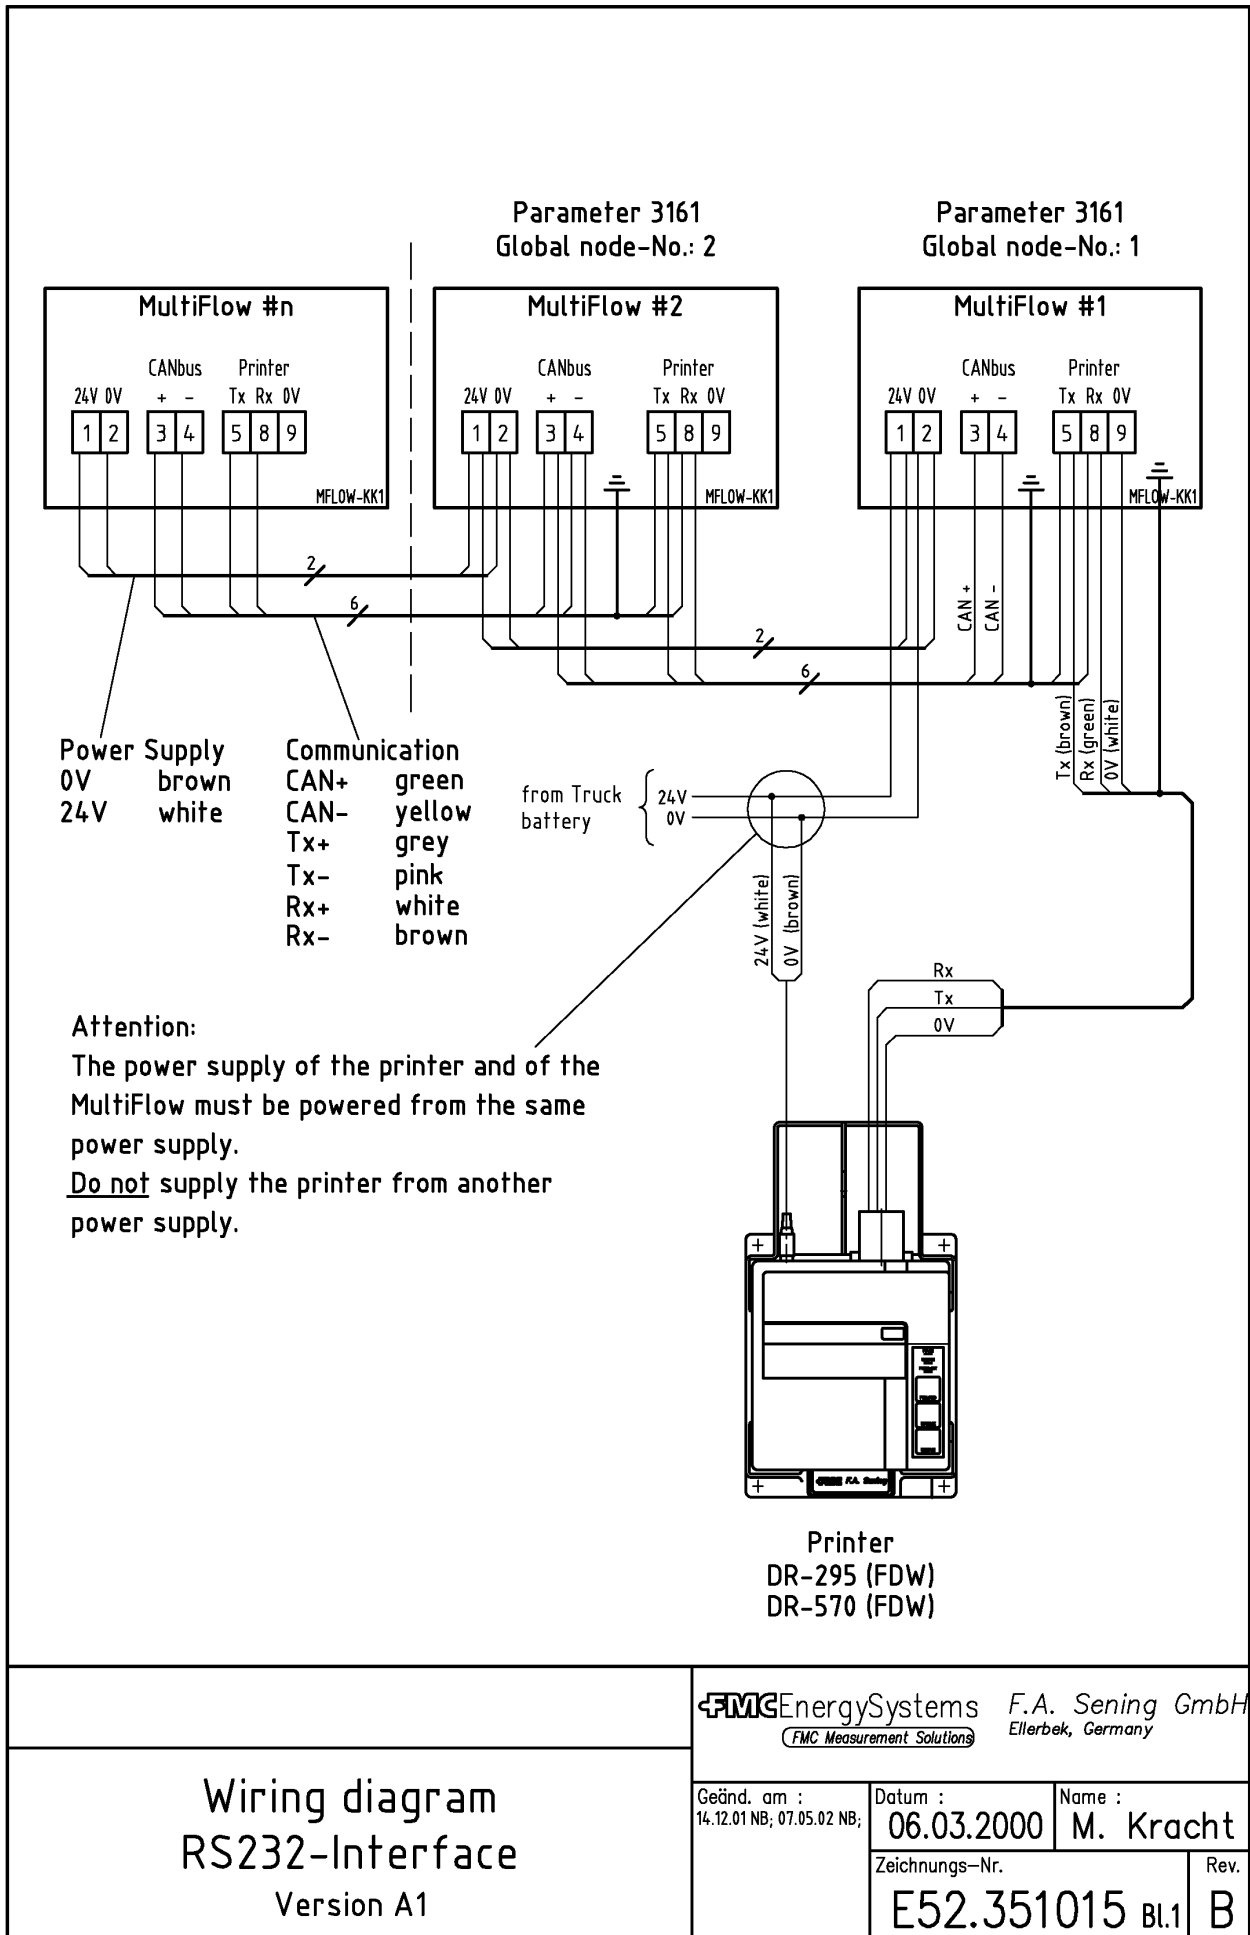 Parameter 3161
Global node-No.: 2
Parameter 3161
Global node-No.: 1
MultiFlow #n
CANbus Printer
24V 0V + - Tx Rx 0V
1 2 3 4 5 8 9
MFLOW-KK1
MultiFlow #2
CANbus Printer
24V 0V + - Tx Rx 0V
1 2 3 4 5 8 9
MFLOW-KK1
MultiFlow #1
CANbus Printer
24V 0V + - Tx Rx 0V
1 2 3 4 5 8 9
MFLOW-KK1
2
6
2
6
CAN +
CAN -
Tx (brown)
Rx (green)
0V (white)
Power Supply
0V brown
24V white
Communication
CAN+ green
CAN- yellow
Tx+ grey
Tx- pink
Rx+ white
Rx- brown
from Truck
battery
24V
0V
24V (white)
0V (brown)
Rx
Tx
0V
Attention:
The power supply of the printer and of the
MultiFlow must be powered from the same
power supply.
Do not supply the printer from another
power supply.
F.A. Sening
Printer
DR-295 (FDW)
DR-570 (FDW)
FMC EnergySystems
FMC Measurement Solutions
F.A. Sening GmbH
Ellerbek, Germany
Wiring diagram
RS232-Interface
Version A1
Geänd. am :
14.12.01 NB; 07.05.02 NB;
Datum :
06.03.2000
Name :
M. Kracht
Zeichnungs-Nr.
E52.351015 Bl.1
Rev.
B